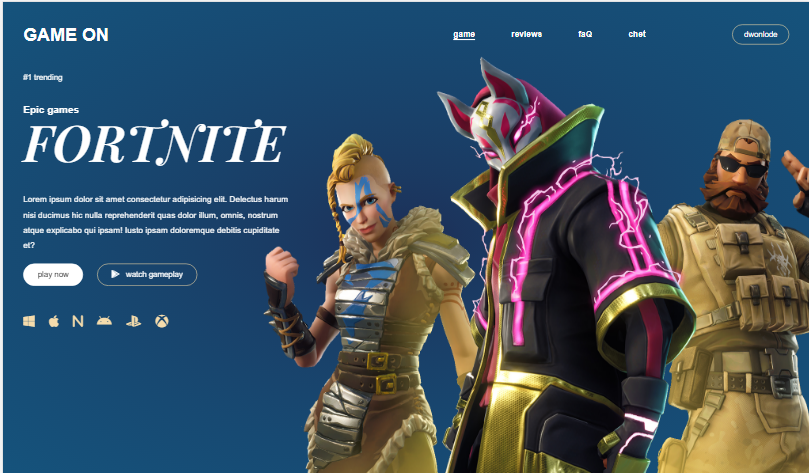 GAME ON
game reviews faQ chet dwonlode
#1 trending
Epic games
FORTNITE
Lorem ipsum dolor sit amet consectetur adipisicing elit. Delectus harum
nisi ducimus hic nulla reprehenderit quas dolor illum, omnis, nostrum
atque explicabo qui ipsam! Iusto ipsam doloremque debitis cupiditate
et?
play now watch gameplay